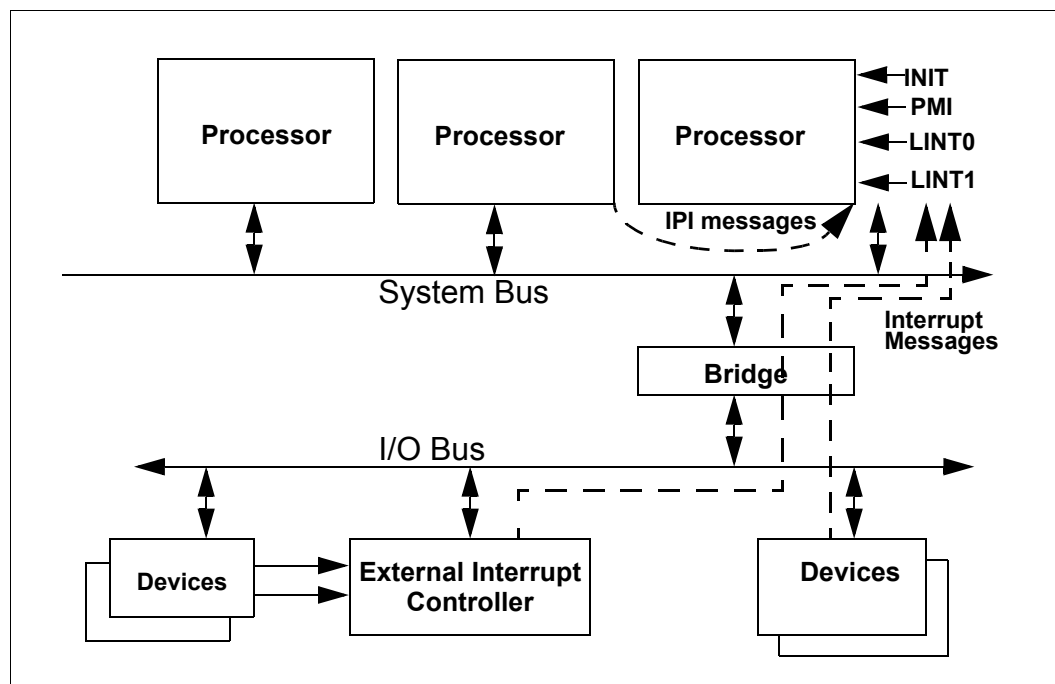 INIT
PMI
Processor
Processor
Processor
LINT0
LINT1
IPI messages
System Bus
Interrupt
Messages
Bridge
I/O Bus
Devices
External Interrupt
Controller
Devices